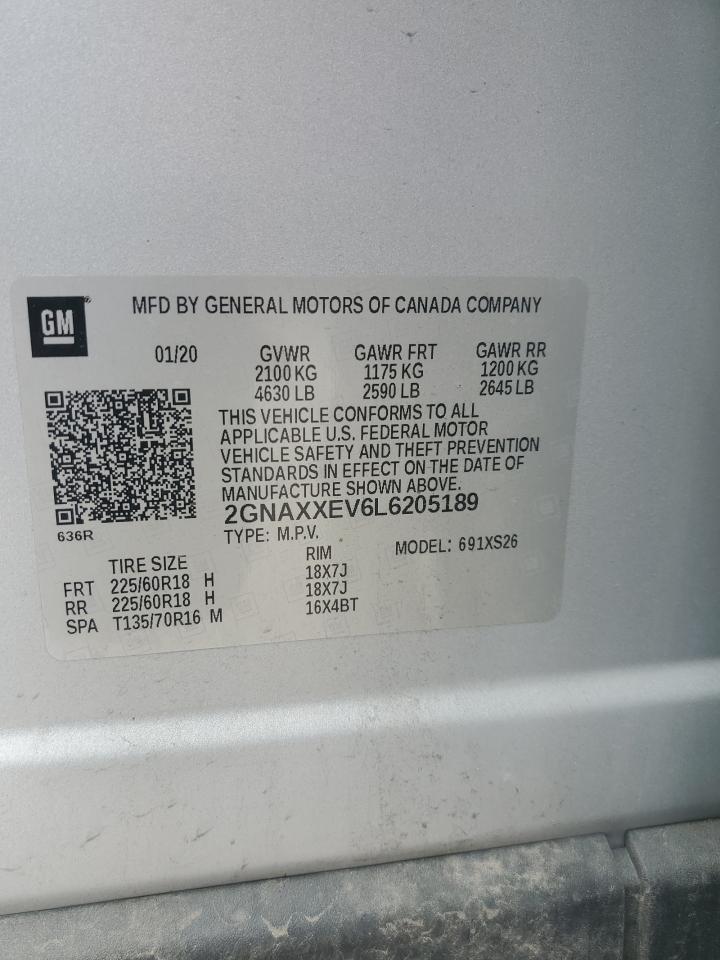 GM ®
MFD BY GENERAL MOTORS OF CANADA COMPANY
01/20 GVWR GAWR FRT GAWR RR
2100 KG 1175 KG 1200 KG
4630 LB 2590 LB 2645 LB
THIS VEHICLE CONFORMS TO ALL
APPLICABLE U.S. FEDERAL MOTOR
VEHICLE SAFETY AND THEFT PREVENTION
STANDARDS IN EFFECT ON THE DATE OF
MANUFACTURE SHOWN ABOVE.
2GNAXXEV6L6205189
636R
TYPE: M.P.V. MODEL: 691XS26
TIRE SIZE RIM
FRT 225/60R18 H 18X7J
RR 225/60R18 H 18X7J
SPA T135/70R16 M 16X4BT